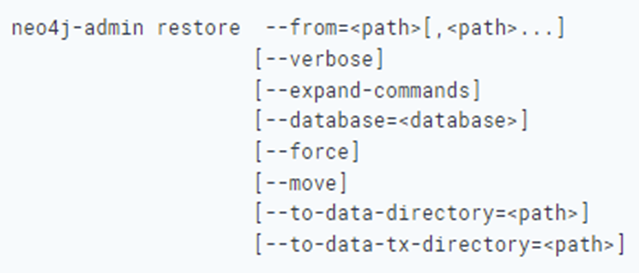 neo4j-admin restore --from=<path>[,<path>...]
[--verbose]
[--expand-commands]
[--database=<database>]
[--force]
[--move]
[--to-data-directory=<path>]
[--to-data-tx-directory=<path>]